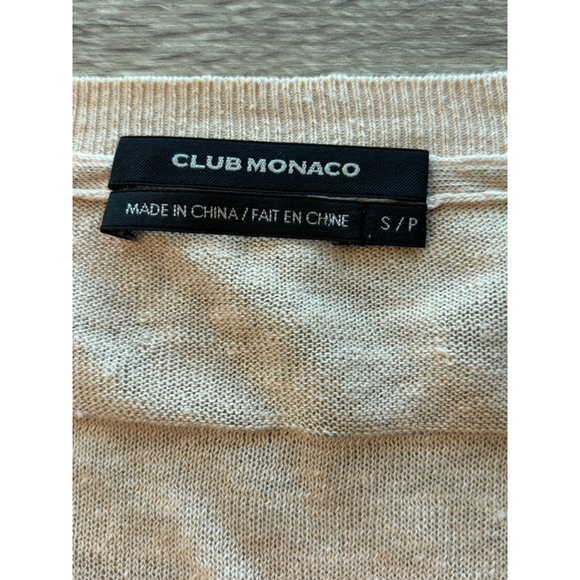 CLUB MONACO
MADE IN CHINA / FAIT EN CHINE S / P